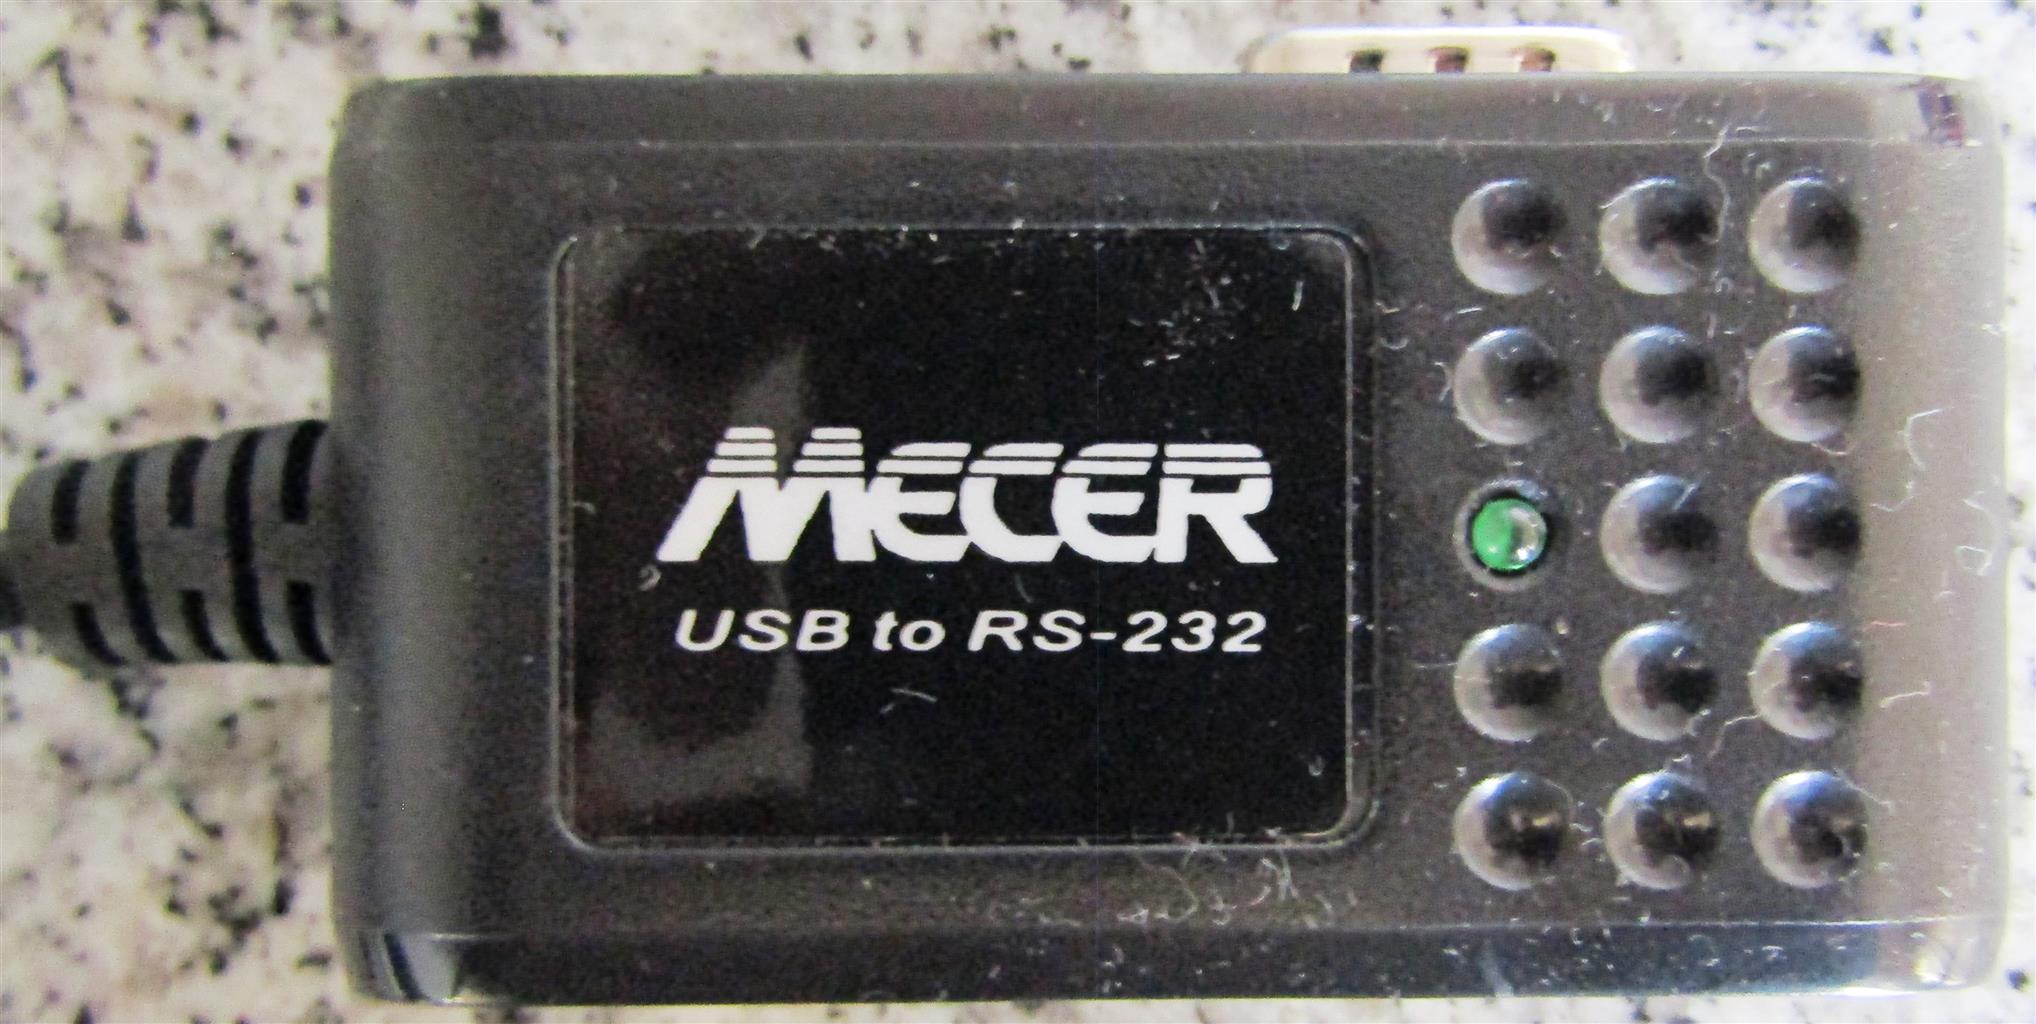 MECER
USB to RS-232